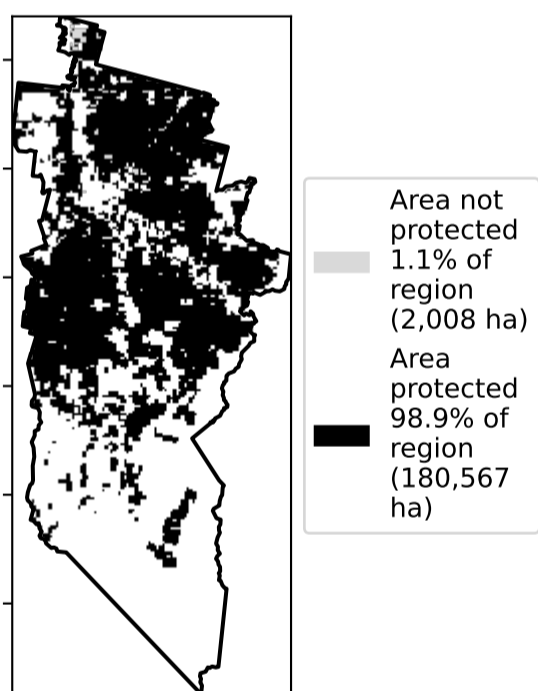 Area not
protected
1.1% of
region
(2,008 ha)
Area
protected
98.9% of
region
(180,567
ha)